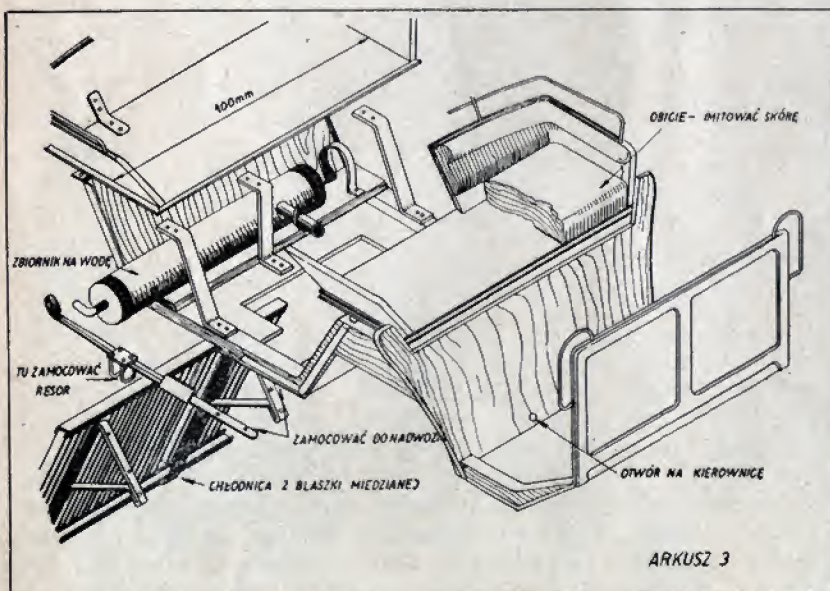 100mm
OBICIE - IMITOWAĆ SKÓRĘ
ZBIORNIK NA WODĘ
TU ZAMOCOWAĆ
RESOR
ZAMOCOWAĆ DO NADWOZI
CHŁODNICA Z BLASZKI MIEDZIANEJ
OTWÓR NA KIEROWNICĘ
ARKUSZ 3